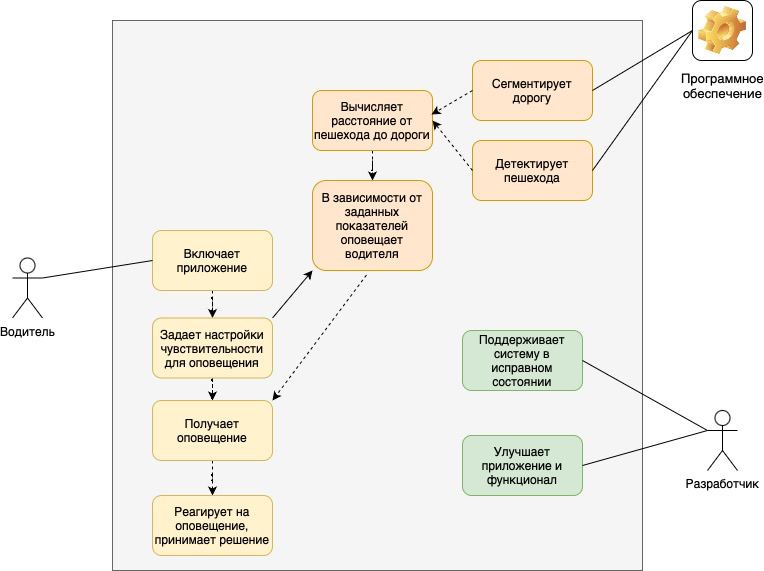 Программное
обеспечение
Сегментирует
дорогу
Вычисляет
расстояние от
пешехода до дороги
Детектирует
пешехода
В зависимости от
заданных
показателей
оповещает
водителя
Включает
приложение
Водитель
Задает настройки
чувствительности
для оповещения
Поддерживает
систему в
исправном
состоянии
Получает
оповещение
Улучшает
приложение и
функционал
Разработчик
Реагирует на
оповещение,
принимает решение